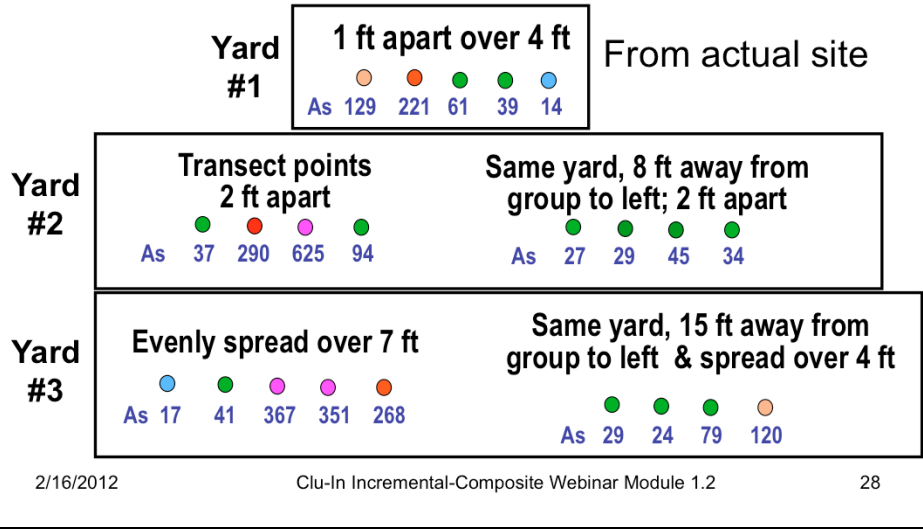 Yard
#1
1 ft apart over 4 ft
As 129 221 61 39 14
From actual site
Yard
#2
Transect points
2 ft apart
As 37 290 625 94
Same yard, 8 ft away from
group to left; 2 ft apart
As 27 29 45 34
Yard
#3
Evenly spread over 7 ft
As 17 41 367 351 268
Same yard, 15 ft away from
group to left & spread over 4 ft
As 29 24 79 120
2/16/2012
Clu-In Incremental-Composite Webinar Module 1.2
28